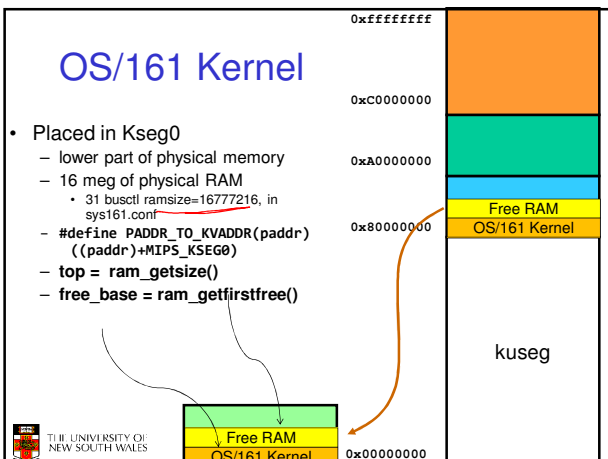 OS/161 Kernel
• Placed in Kseg0
– lower part of physical memory
– 16 meg of physical RAM
• 31 busctl ramsize=16777216, in
sys161.conf
– #define PADDR_TO_KVADDR(paddr)
((paddr)+MIPS_KSEG0)
– top = ram_getsize()
– free_base = ram_getfirstfree()
0xffffffff
0xC0000000
0xA0000000
0x80000000
Free RAM
OS/161 Kernel
kuseg
Free RAM
OS/161 Kernel
0x00000000
THE UNIVERSITY OF
NEW SOUTH WALES